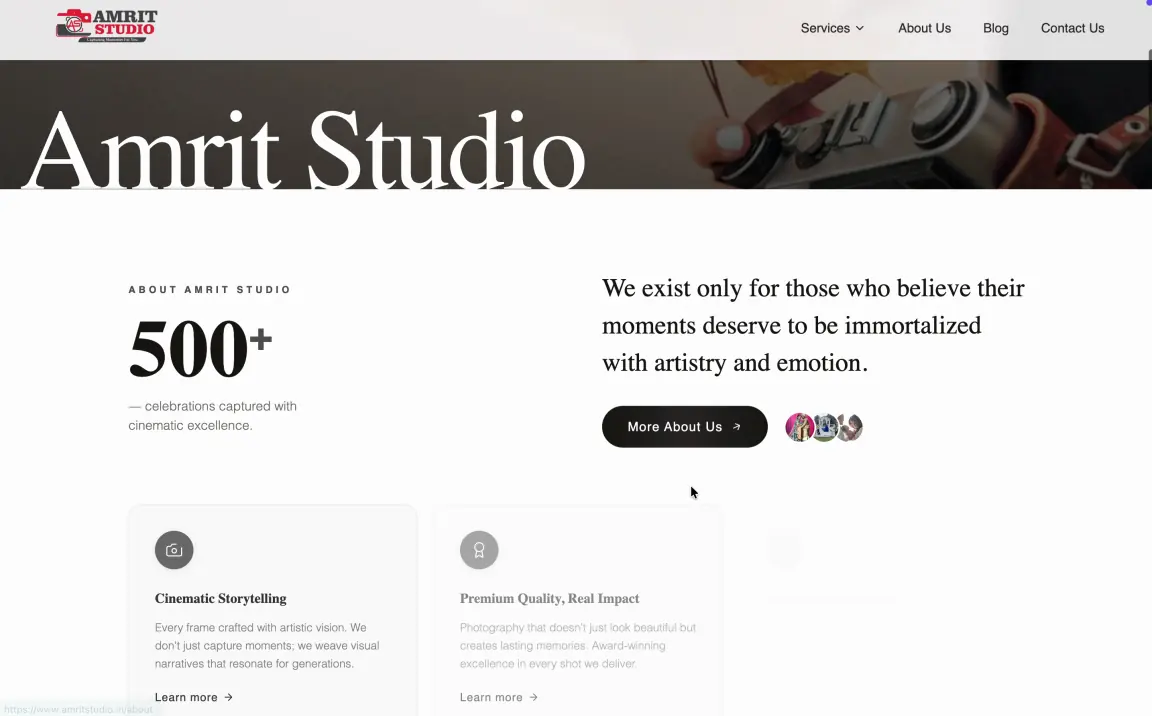 AMRIT
STUDIO
Services
About Us
Blog
Contact Us
Amrit Studio
ABOUT AMRIT STUDIO
500+
— celebrations captured with
cinematic excellence.
We exist only for those who believe their
moments deserve to be immortalized
with artistry and emotion.
More About Us
Cinematic Storytelling
Every frame crafted with artistic vision. We
don't just capture moments; we weave visual
narratives that resonate for generations.
Learn more →
Premium Quality, Real Impact
Photography that doesn't just look beautiful but
creates lasting memories. Award-winning
excellence in every shot we deliver.
Learn more →
https://www.amritstudio.in/about